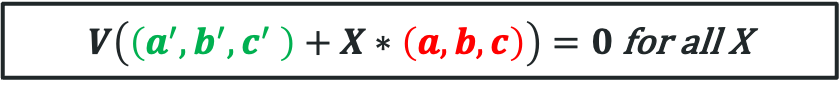 V((a′, b′, c′ ) + X * (a, b, c)) = 0 for all X